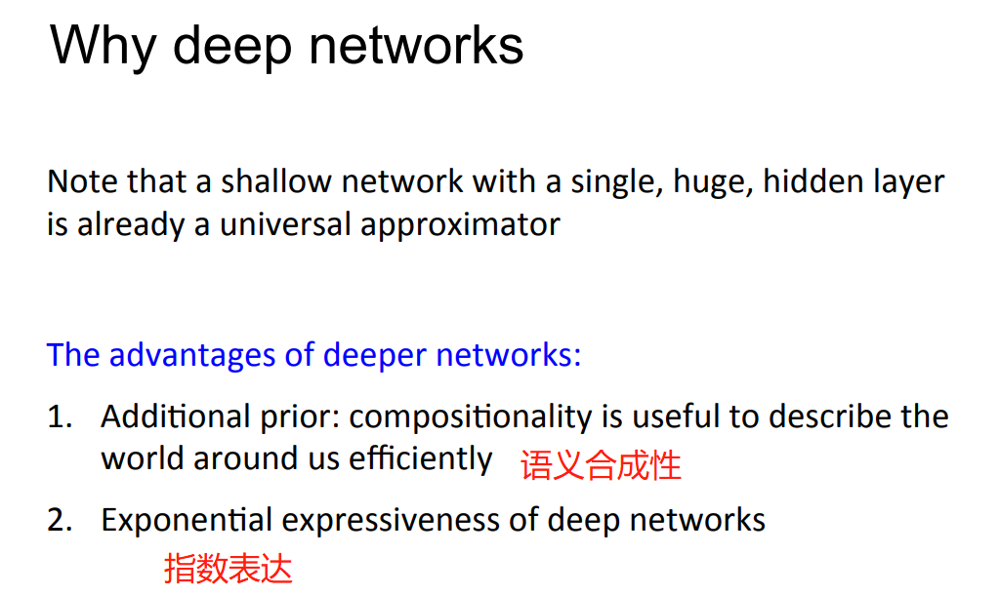 Why deep networks
Note that a shallow network with a single, huge, hidden layer
is already a universal approximator
The advantages of deeper networks:
1. Additional prior: compositionality is useful to describe the
world around us efficiently 语义合成性
2. Exponential expressiveness of deep networks
指数表达